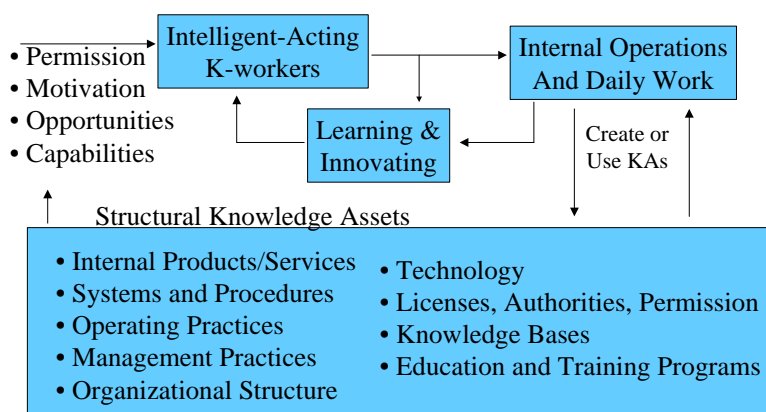 Intelligent-Acting
K-workers
Internal Operations
And Daily Work
• Permission
• Motivation
• Opportunities
• Capabilities
Learning &
Innovating
Create or
Use KAs
Structural Knowledge Assets
• Internal Products/Services
• Systems and Procedures
• Operating Practices
• Management Practices
• Organizational Structure
• Technology
• Licenses, Authorities, Permission
• Knowledge Bases
• Education and Training Programs